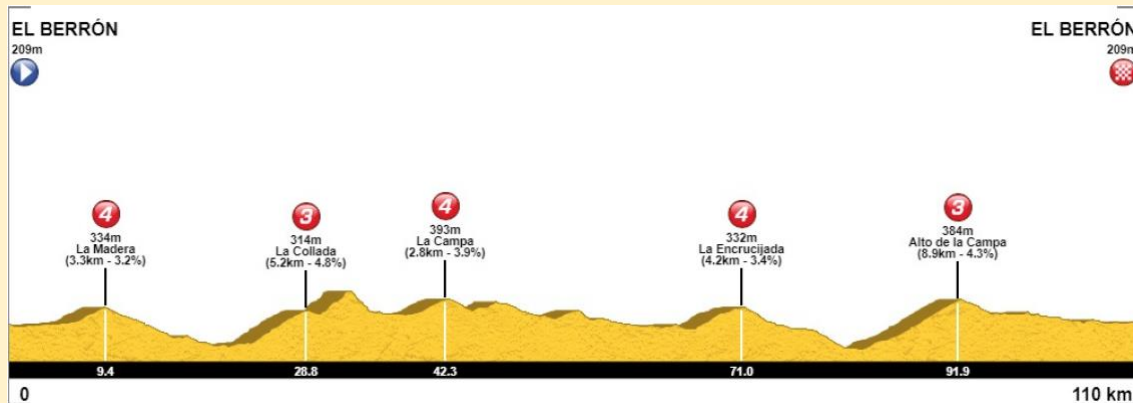 EL BERRÓN
209m
EL BERRÓN
209m
4
334m
La Madera
(3.3km - 3.2%)
3
314m
La Collada
(5.2km - 4.8%)
4
393m
La Campa
(2.8km - 3.9%)
4
332m
La Encrucijada
(4.2km - 3.4%)
3
384m
Alto de la Campa
(8.9km - 4.3%)
9.4
28.8
42.3
71.0
91.9
0
110 km